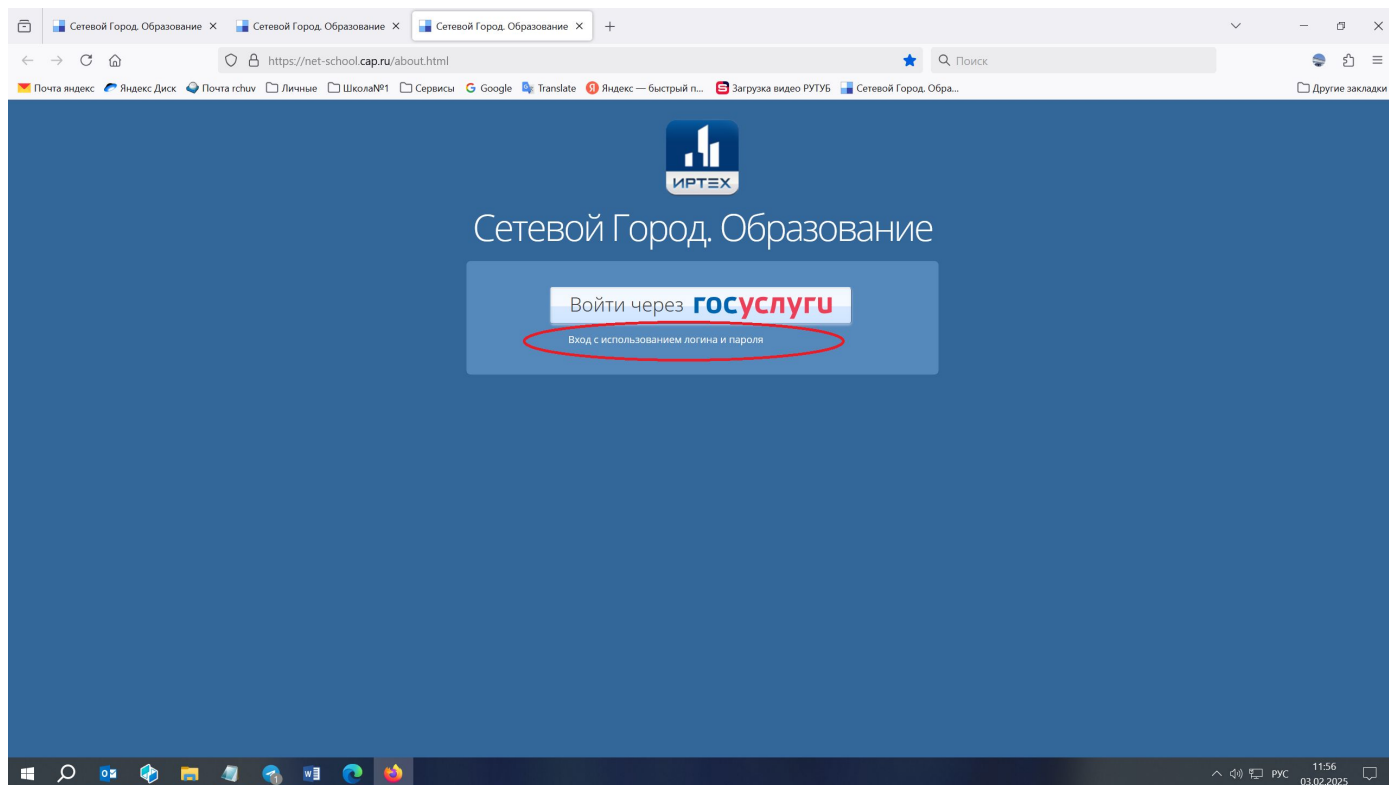 Сетевой Город. Образование
Сетевой Город. Образование
Сетевой Город. Образование
https://net-school.cap.ru/about.html
Поиск
Почта яндекс
Яндекс Диск
Почта rchuv
Личные
Школа№1
Сервисы
Google
Translate
Яндекс — быстрый п...
Загрузка видео РУТУБ
Сетевой Город. Обра...
Другие закладки
ИРТЕХ
Сетевой Город. Образование
Войти через госуслуги
Вход с использованием логина и пароля
РУС
11:56
03.02.2025